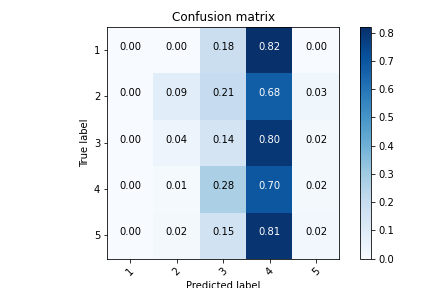 Confusion matrix
True label
1 0.00 0.00 0.18 0.82 0.00
2 0.00 0.09 0.21 0.68 0.03
3 0.00 0.04 0.14 0.80 0.02
4 0.00 0.01 0.28 0.70 0.02
5 0.00 0.02 0.15 0.81 0.02
1 2 3 4 5
Predicted label
0.8
0.7
0.6
0.5
0.4
0.3
0.2
0.1
0.0